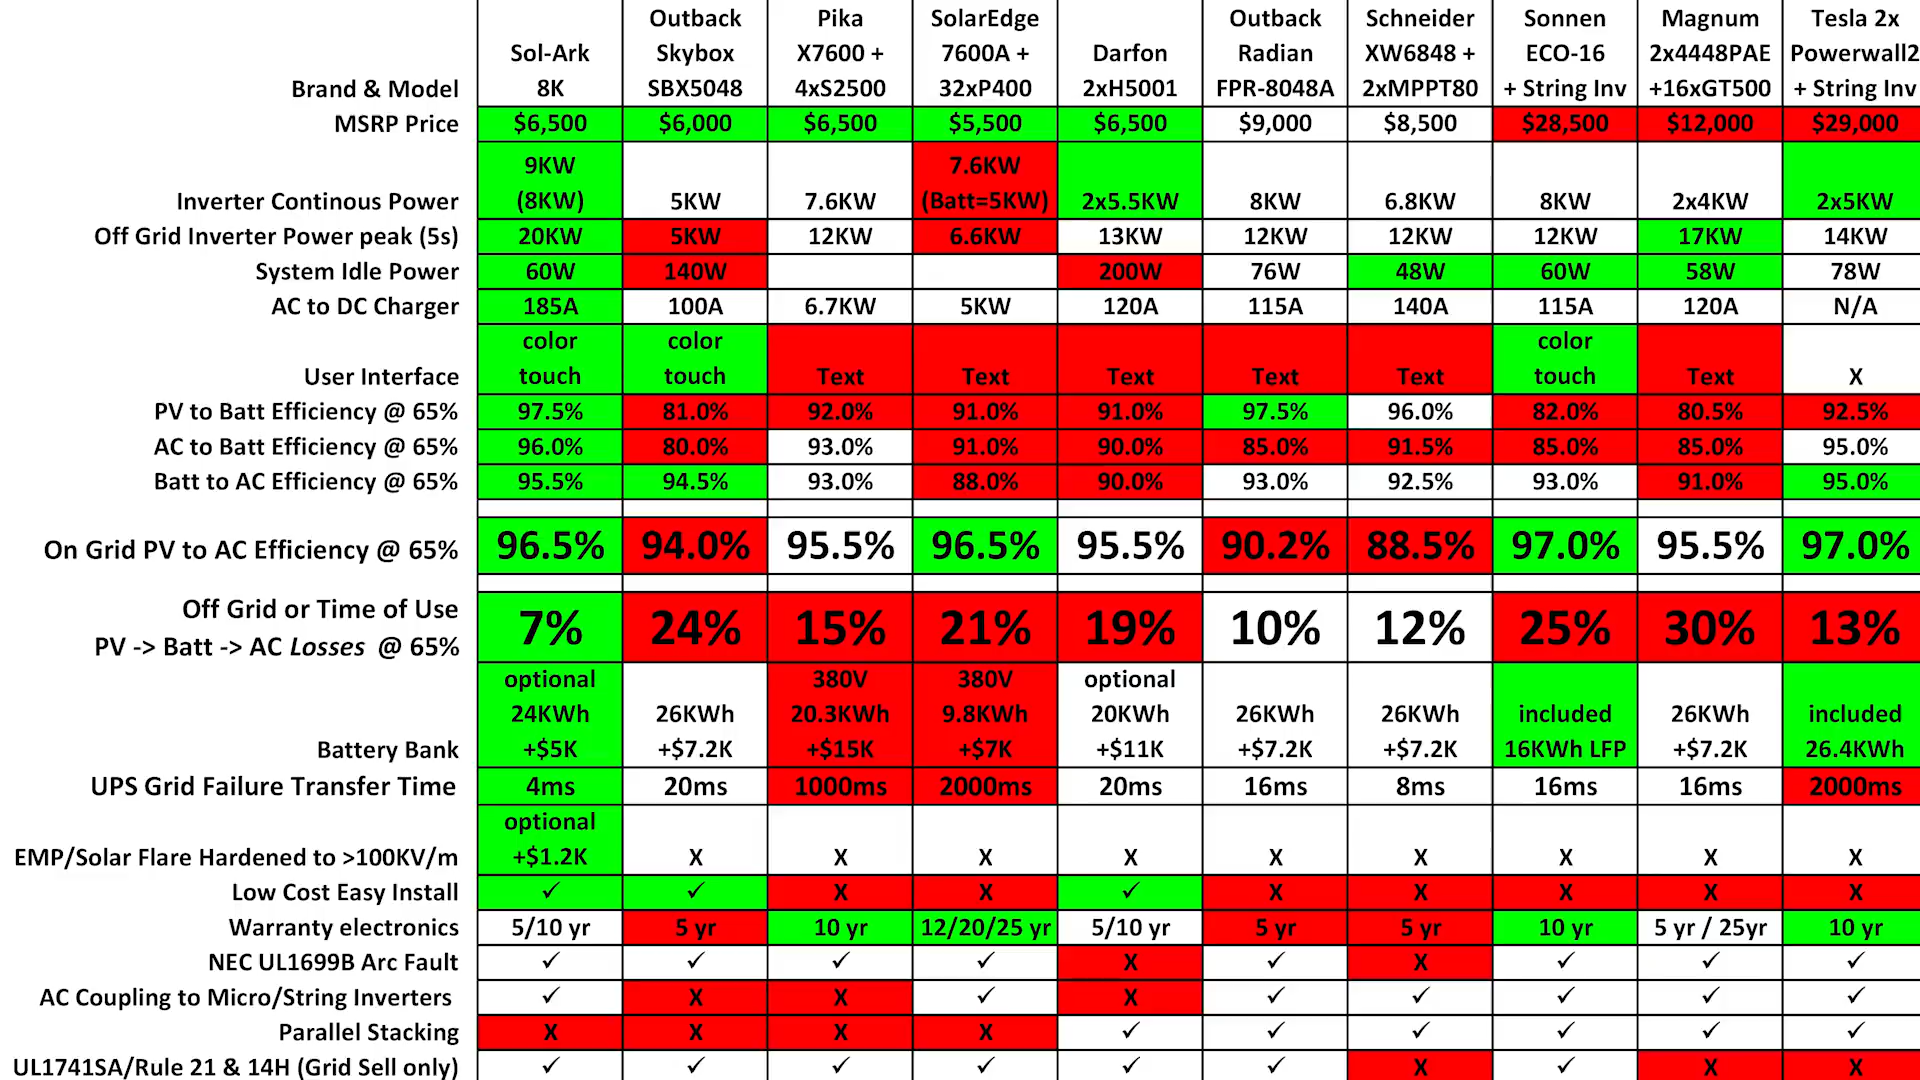 Outback Pika SolarEdge Outback Schneider Sonnen Magnum Tesla 2x
Sol-Ark Skybox X7600 + 7600A + Darfon Radian XW6848 + ECO-16 2x4448PAE Powerwall2
Brand & Model 8K SBX5048 4xS2500 32xP400 2xH5001 FPR-8048A 2xMPPT80 + String Inv +16xGT500 + String Inv
MSRP Price $6,500 $6,000 $6,500 $5,500 $6,500 $9,000 $8,500 $28,500 $12,000 $29,000
9KW 7.6KW
Inverter Continous Power (8KW) 5KW 7.6KW (Batt=5KW) 2x5.5KW 8KW 6.8KW 8KW 2x4KW 2x5KW
Off Grid Inverter Power peak (5s) 20KW 5KW 12KW 6.6KW 13KW 12KW 12KW 12KW 17KW 14KW
System Idle Power 60W 140W 200W 76W 48W 60W 58W 78W
AC to DC Charger 185A 100A 6.7KW 5KW 120A 115A 140A 115A 120A N/A
color color color
User Interface touch touch Text Text Text Text Text touch Text X
PV to Batt Efficiency @ 65% 97.5% 81.0% 92.0% 91.0% 91.0% 97.5% 96.0% 82.0% 80.5% 92.5%
AC to Batt Efficiency @ 65% 96.0% 80.0% 93.0% 91.0% 90.0% 85.0% 91.5% 85.0% 85.0% 95.0%
Batt to AC Efficiency @ 65% 95.5% 94.5% 93.0% 88.0% 90.0% 93.0% 92.5% 93.0% 91.0% 95.0%
On Grid PV to AC Efficiency @ 65% 96.5% 94.0% 95.5% 96.5% 95.5% 90.2% 88.5% 97.0% 95.5% 97.0%
Off Grid or Time of Use
PV -> Batt -> AC Losses @ 65% 7% 24% 15% 21% 19% 10% 12% 25% 30% 13%
optional 380V 380V optional
24KWh 26KWh 20.3KWh 9.8KWh 20KWh 26KWh 26KWh included 26KWh included
Battery Bank +$5K +$7.2K +$15K +$7K +$11K +$7.2K +$7.2K 16KWh LFP +$7.2K 26.4KWh
UPS Grid Failure Transfer Time 4ms 20ms 1000ms 2000ms 20ms 16ms 8ms 16ms 16ms 2000ms
optional
EMP/Solar Flare Hardened to >100KV/m +$1.2K X X X X X X X X X
Low Cost Easy Install ✓ ✓ X X ✓ X X X X X
Warranty electronics 5/10 yr 5 yr 10 yr 12/20/25 yr 5/10 yr 5 yr 5 yr 10 yr 5 yr / 25yr 10 yr
NEC UL1699B Arc Fault ✓ ✓ ✓ ✓ X ✓ X ✓ ✓ ✓
AC Coupling to Micro/String Inverters ✓ X X ✓ X ✓ ✓ ✓ ✓ ✓
Parallel Stacking X X X X ✓ ✓ ✓ ✓ ✓ ✓
UL1741SA/Rule 21 & 14H (Grid Sell only) ✓ ✓ ✓ ✓ ✓ ✓ X ✓ X X